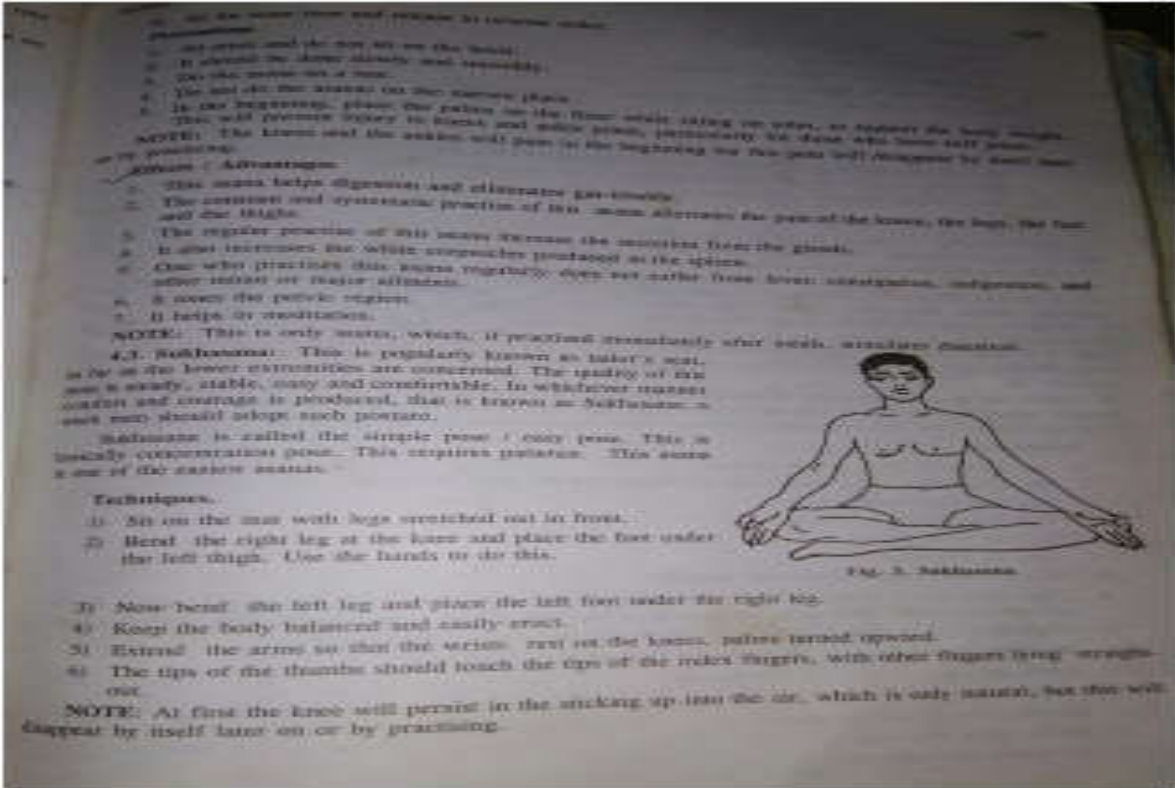 1. Sit erect and do not sit on the heels.
2. It should be done slowly and smoothly.
3. Do the asana on a mat.
4. Do not do the asanas on the uneven place.
5. In the beginning, place the palms on the floor while sitting on, to support the body weight.
This will prevent injury to knees and ankle joints, particularly for those who have stiff joints.
NOTE: The knees and the ankles will pain in the beginning but this pain will disappear by itself
by practising.
Advantages
1. This asana helps digestion and eliminates gas
2. The constant and systematic practice of this asana alleviates the pain of the knees, the legs, the feet
and the thighs.
3. The regular practice of this asana increase the secretion from the glands.
4. It also increases the white corpuscles produced in the spleen.
5. One who practises this asana regularly, does not suffer from fever, constipation, indigestion, and
other minor or major ailments.
6. It tones the pelvic region.
7. It helps in meditation.
NOTE: This is only asana, which, if practised immediately after meals, stimulates digestion.
4.3. Sukhasana: This is popularly known as tailor's seat,
as far as the lower extremities are concerned. The quality of this
asana is steady, stable, easy and comfortable. In whichever manner
comfort and courage is produced, that is known as Sukhasana, a
man should adopt such posture.
Sukhasana is called the simple pose / easy pose. This is
basically concentration pose. This requires patience. This asana
is one of the easiest asanas.
Techniques.
1) Sit on the mat with legs stretched out in front.
2) Bend the right leg at the knee and place the foot under
the left thigh. Use the hands to do this.
Fig. 3. Sukhasana
3) Now bend the left leg and place the left foot under the right leg.
4) Keep the body balanced and easily erect.
5) Extend the arms so that the wrists rest on the knees, palms turned upward.
6) The tips of the thumbs should touch the tips of the index fingers, with other fingers lying straight
out.
NOTE: At first the knee will persist in the sticking up into the air, which is only natural, but this will
disappear by itself later on or by practising.